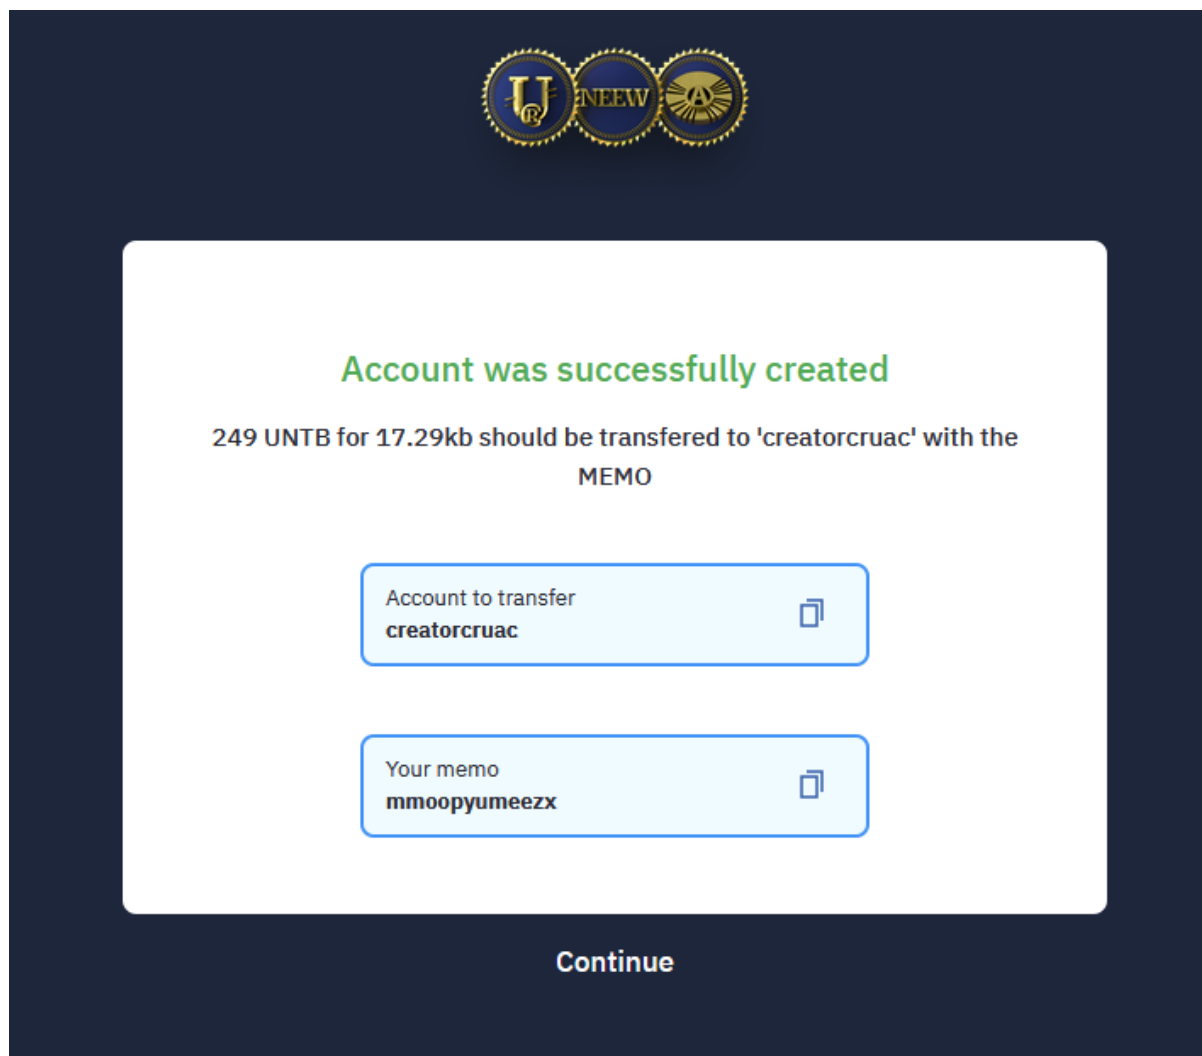 NEEW
Account was successfully created
249 UNTB for 17.29kb should be transfered to 'creatorcruac' with the
MEMO
Account to transfer
creatorcruac
Your memo
mmoopyumeezx
Continue